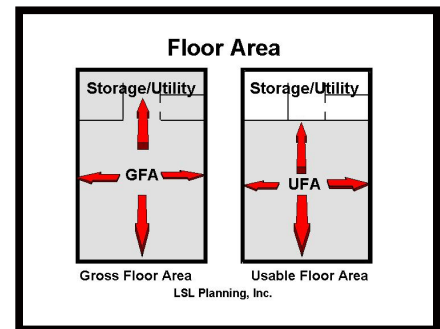 Floor Area
Storage/Utility
Storage/Utility
GFA
UFA
Gross Floor Area
Usable Floor Area
LSL Planning, Inc.